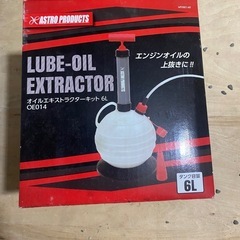 ASTRO PRODUCTS
LUBE-OIL
EXTRACTOR
オイルエキストラクターキット 6L
OE014
エンジンオイルの
上抜きに!!
タンク容量
6L